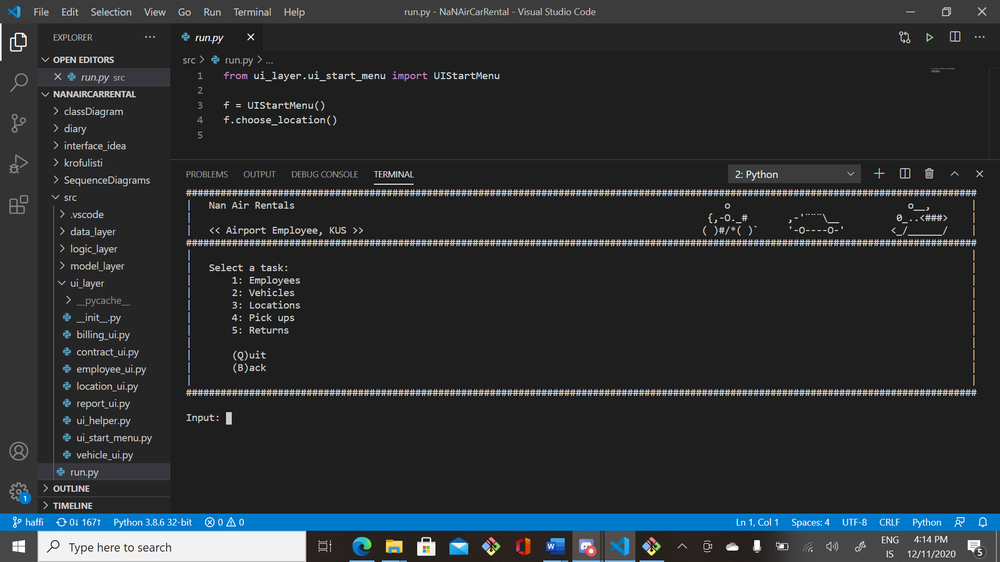 File Edit Selection View Go Run Terminal Help run.py - NaNAirCarRental - Visual Studio Code
EXPLORER
OPEN EDITORS
run.py src
NANAIRCARRENTAL
classDiagram
diary
interface_idea
krofulisti
SequenceDiagrams
src
.vscode
data_layer
logic_layer
model_layer
ui_layer
__pycache__
__init__.py
billing_ui.py
contract_ui.py
employee_ui.py
location_ui.py
report_ui.py
ui_helper.py
ui_start_menu.py
vehicle_ui.py
run.py
OUTLINE
TIMELINE
1
run.py
src > run.py > ...
1 from ui_layer.ui_start_menu import UIStartMenu
2
3 f = UIStartMenu()
4 f.choose_location()
5
PROBLEMS OUTPUT DEBUG CONSOLE TERMINAL 2: Python
##########################################################################################################################################
| Nan Air Rentals o o__, |
| {,-O._# ,-'¨¨¨\__ 0_..<###> |
| << Airport Employee, KUS >> ( )#/*( )` '-O----O-' <_/______/ |
##########################################################################################################################################
| |
| Select a task: |
| 1: Employees |
| 2: Vehicles |
| 3: Locations |
| 4: Pick ups |
| 5: Returns |
| |
| (Q)uit |
| (B)ack |
| |
##########################################################################################################################################
Input:
haffi 0↓ 167↑ Python 3.8.6 32-bit 0 0 Ln 1, Col 1 Spaces: 4 UTF-8 CRLF Python
Type here to search
ENG
IS
4:14 PM
12/11/2020
5